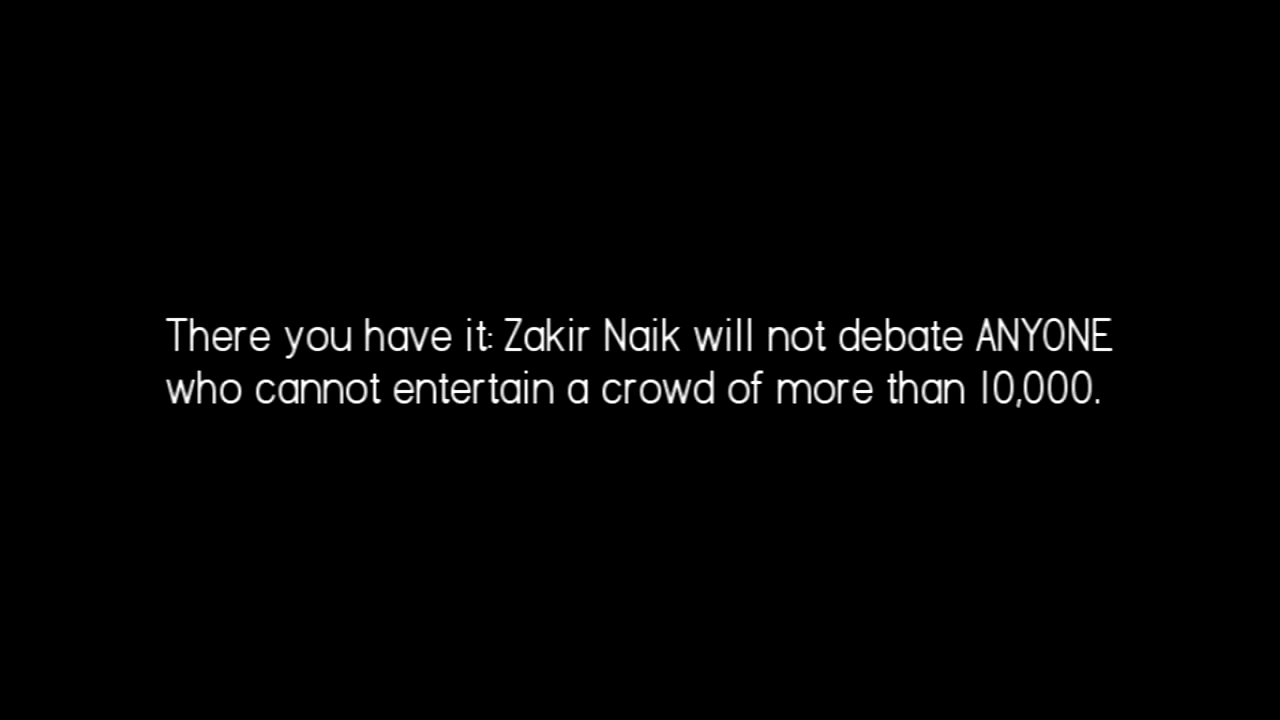 There you have it: Zakir Naik will not debate ANYONE
who cannot entertain a crowd of more than 10,000.